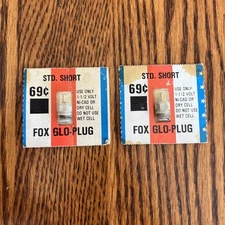 STD. SHORT
69¢
USE ONLY
1-1/2 VOLT
NI-CAD OR
DRY CELL
DO NOT USE
WET CELL
FOX GLO-PLUG
STD. SHORT
69¢
USE ONLY
1-1/2 VOLT
NI-CAD OR
DRY CELL
DO NOT USE
WET CELL
FOX GLO-PLUG